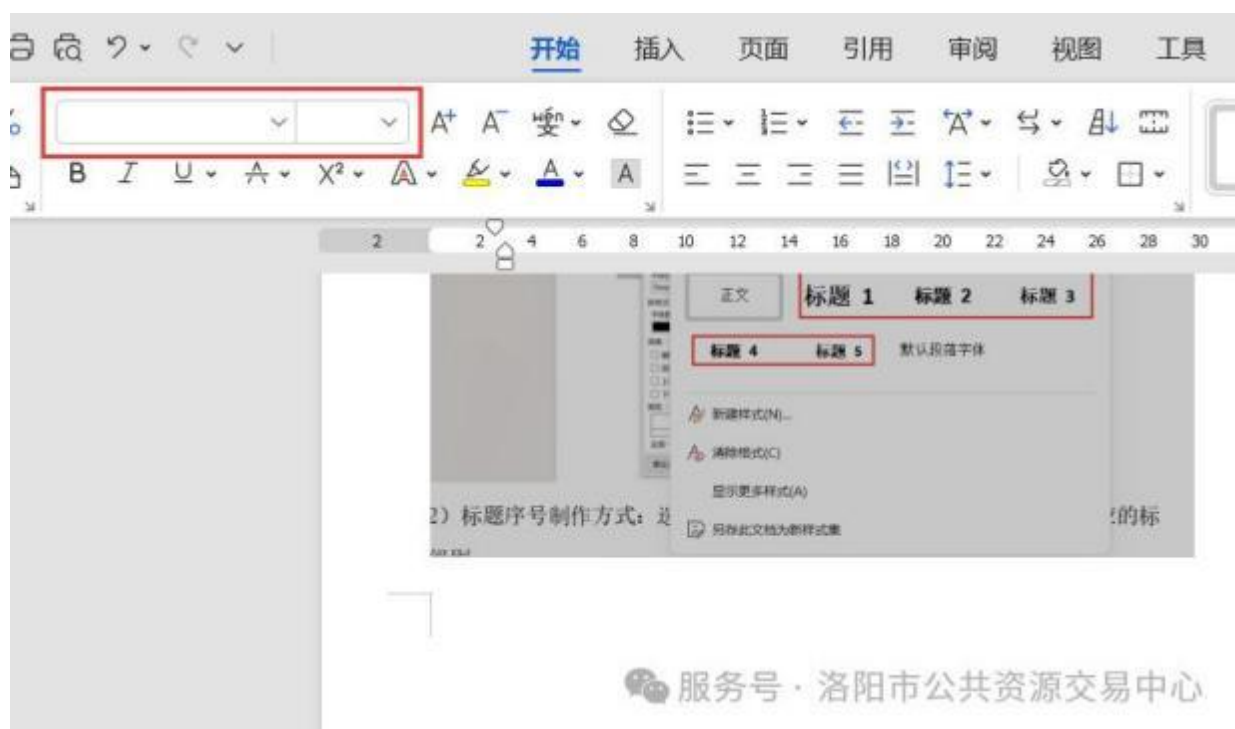 开始 插入 页面 引用 审阅 视图 工具
A+ A- wén
B I U A X² A A A
2 2 4 6 8 10 12 14 16 18 20 22 24 26 28 30
正文 标题 1 标题 2 标题 3
标题 4 标题 5 默认段落字体
新建样式(N)...
清除格式(C)
显示更多样式(A)
2）标题序号制作方式：选 的标
另存此文档为新样式集
服务号 · 洛阳市公共资源交易中心